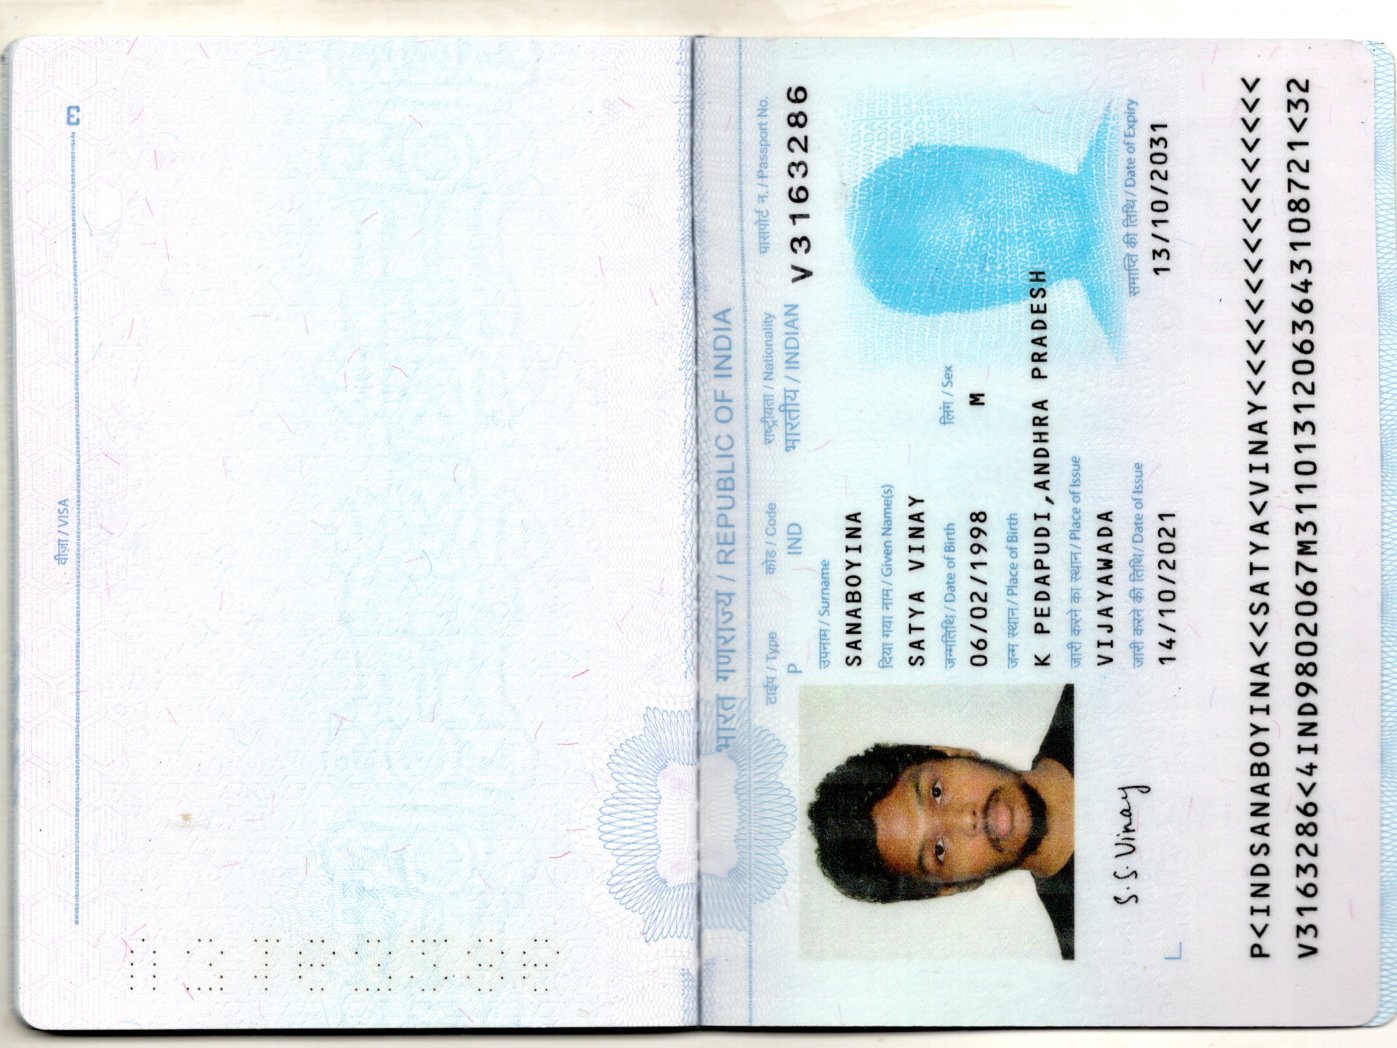 वीज़ा / VISA
3
भारत गणराज्य / REPUBLIC OF INDIA
टाईप / Type
कोड / Code
राष्ट्रीयता / Nationality
पासपोर्ट न. / Passport No.
P
IND
भारतीय / INDIAN
V3163286
उपनाम / Surname
SANABOYINA
दिया गया नाम / Given Name(s)
SATYA VINAY
जन्मतिथि / Date of Birth
लिंग / Sex
06/02/1998
M
जन्म स्थान / Place of Birth
K PEDAPUDI,ANDHRA PRADESH
जारी करने का स्थान / Place of Issue
VIJAYAWADA
जारी करने की तिथि / Date of Issue
समाप्ति की तिथि / Date of Expiry
14/10/2021
13/10/2031
S.S. Vinay
P<INDSANABOYINA<<SATYA<VINAY<<<<<<<<<<<<<<<<
V3163286<4IND9802067M31101312063643108721<32